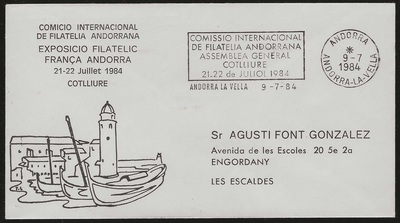 COMICIO INTERNACIONAL
DE FILATELIA ANDORRANA
EXPOSICIO FILATELIC
FRANÇA ANDORRA
21-22 Juillet 1984
COTLLIURE
COMISSIO INTERNACIONAL
DE FILATELIA ANDORRANA
ASSEMBLEA GENERAL
COTLLIURE
21.22 de JULIOL 1984
ANDORRA LA VELLA 9-7-84
ANDORRA
9-7
1984
ANDORRA-LA-VELLA
Sr AGUSTI FONT GONZALEZ
Avenida de les Escoles 20 5e 2a
ENGORDANY
LES ESCALDES